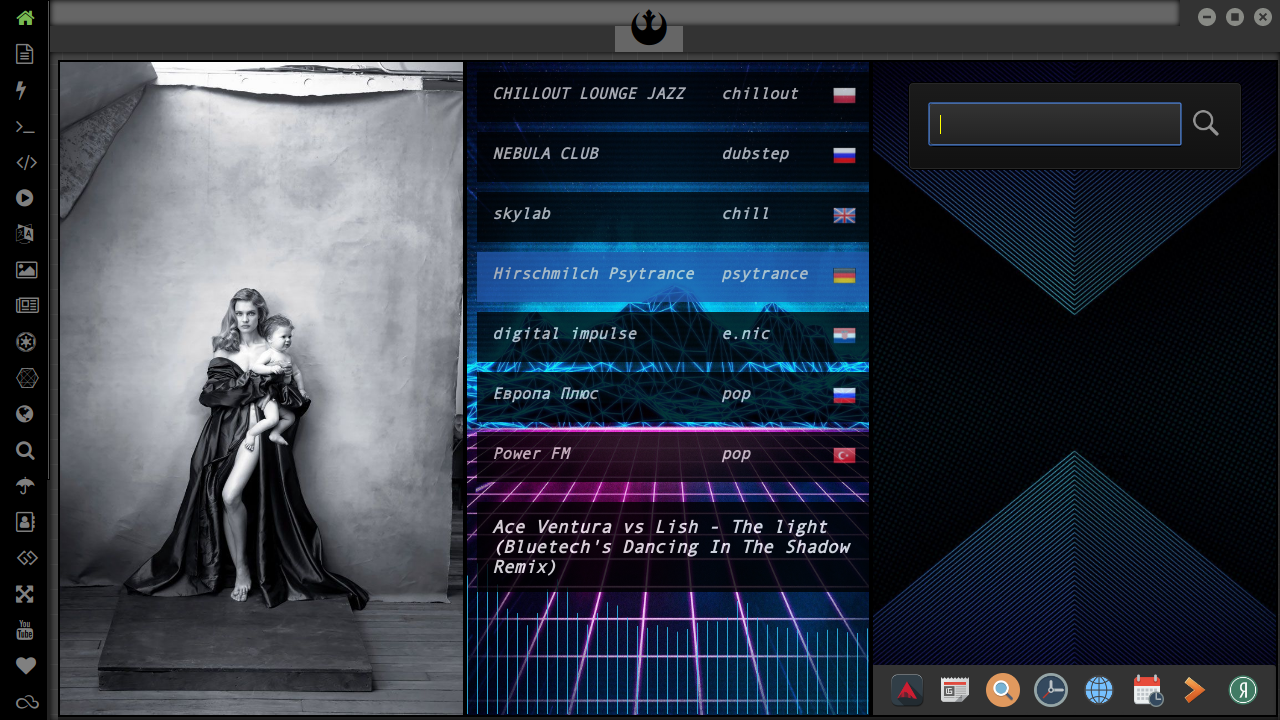 CHILLOUT LOUNGE JAZZ chillout
NEBULA CLUB dubstep
skylab chill
Hirschmilch Psytrance psytrance
digital impulse e.nic
Европа Плюс pop
Power FM pop
Ace Ventura vs Lish - The light
(Bluetech's Dancing In The Shadow
Remix)
You
Tube
Я